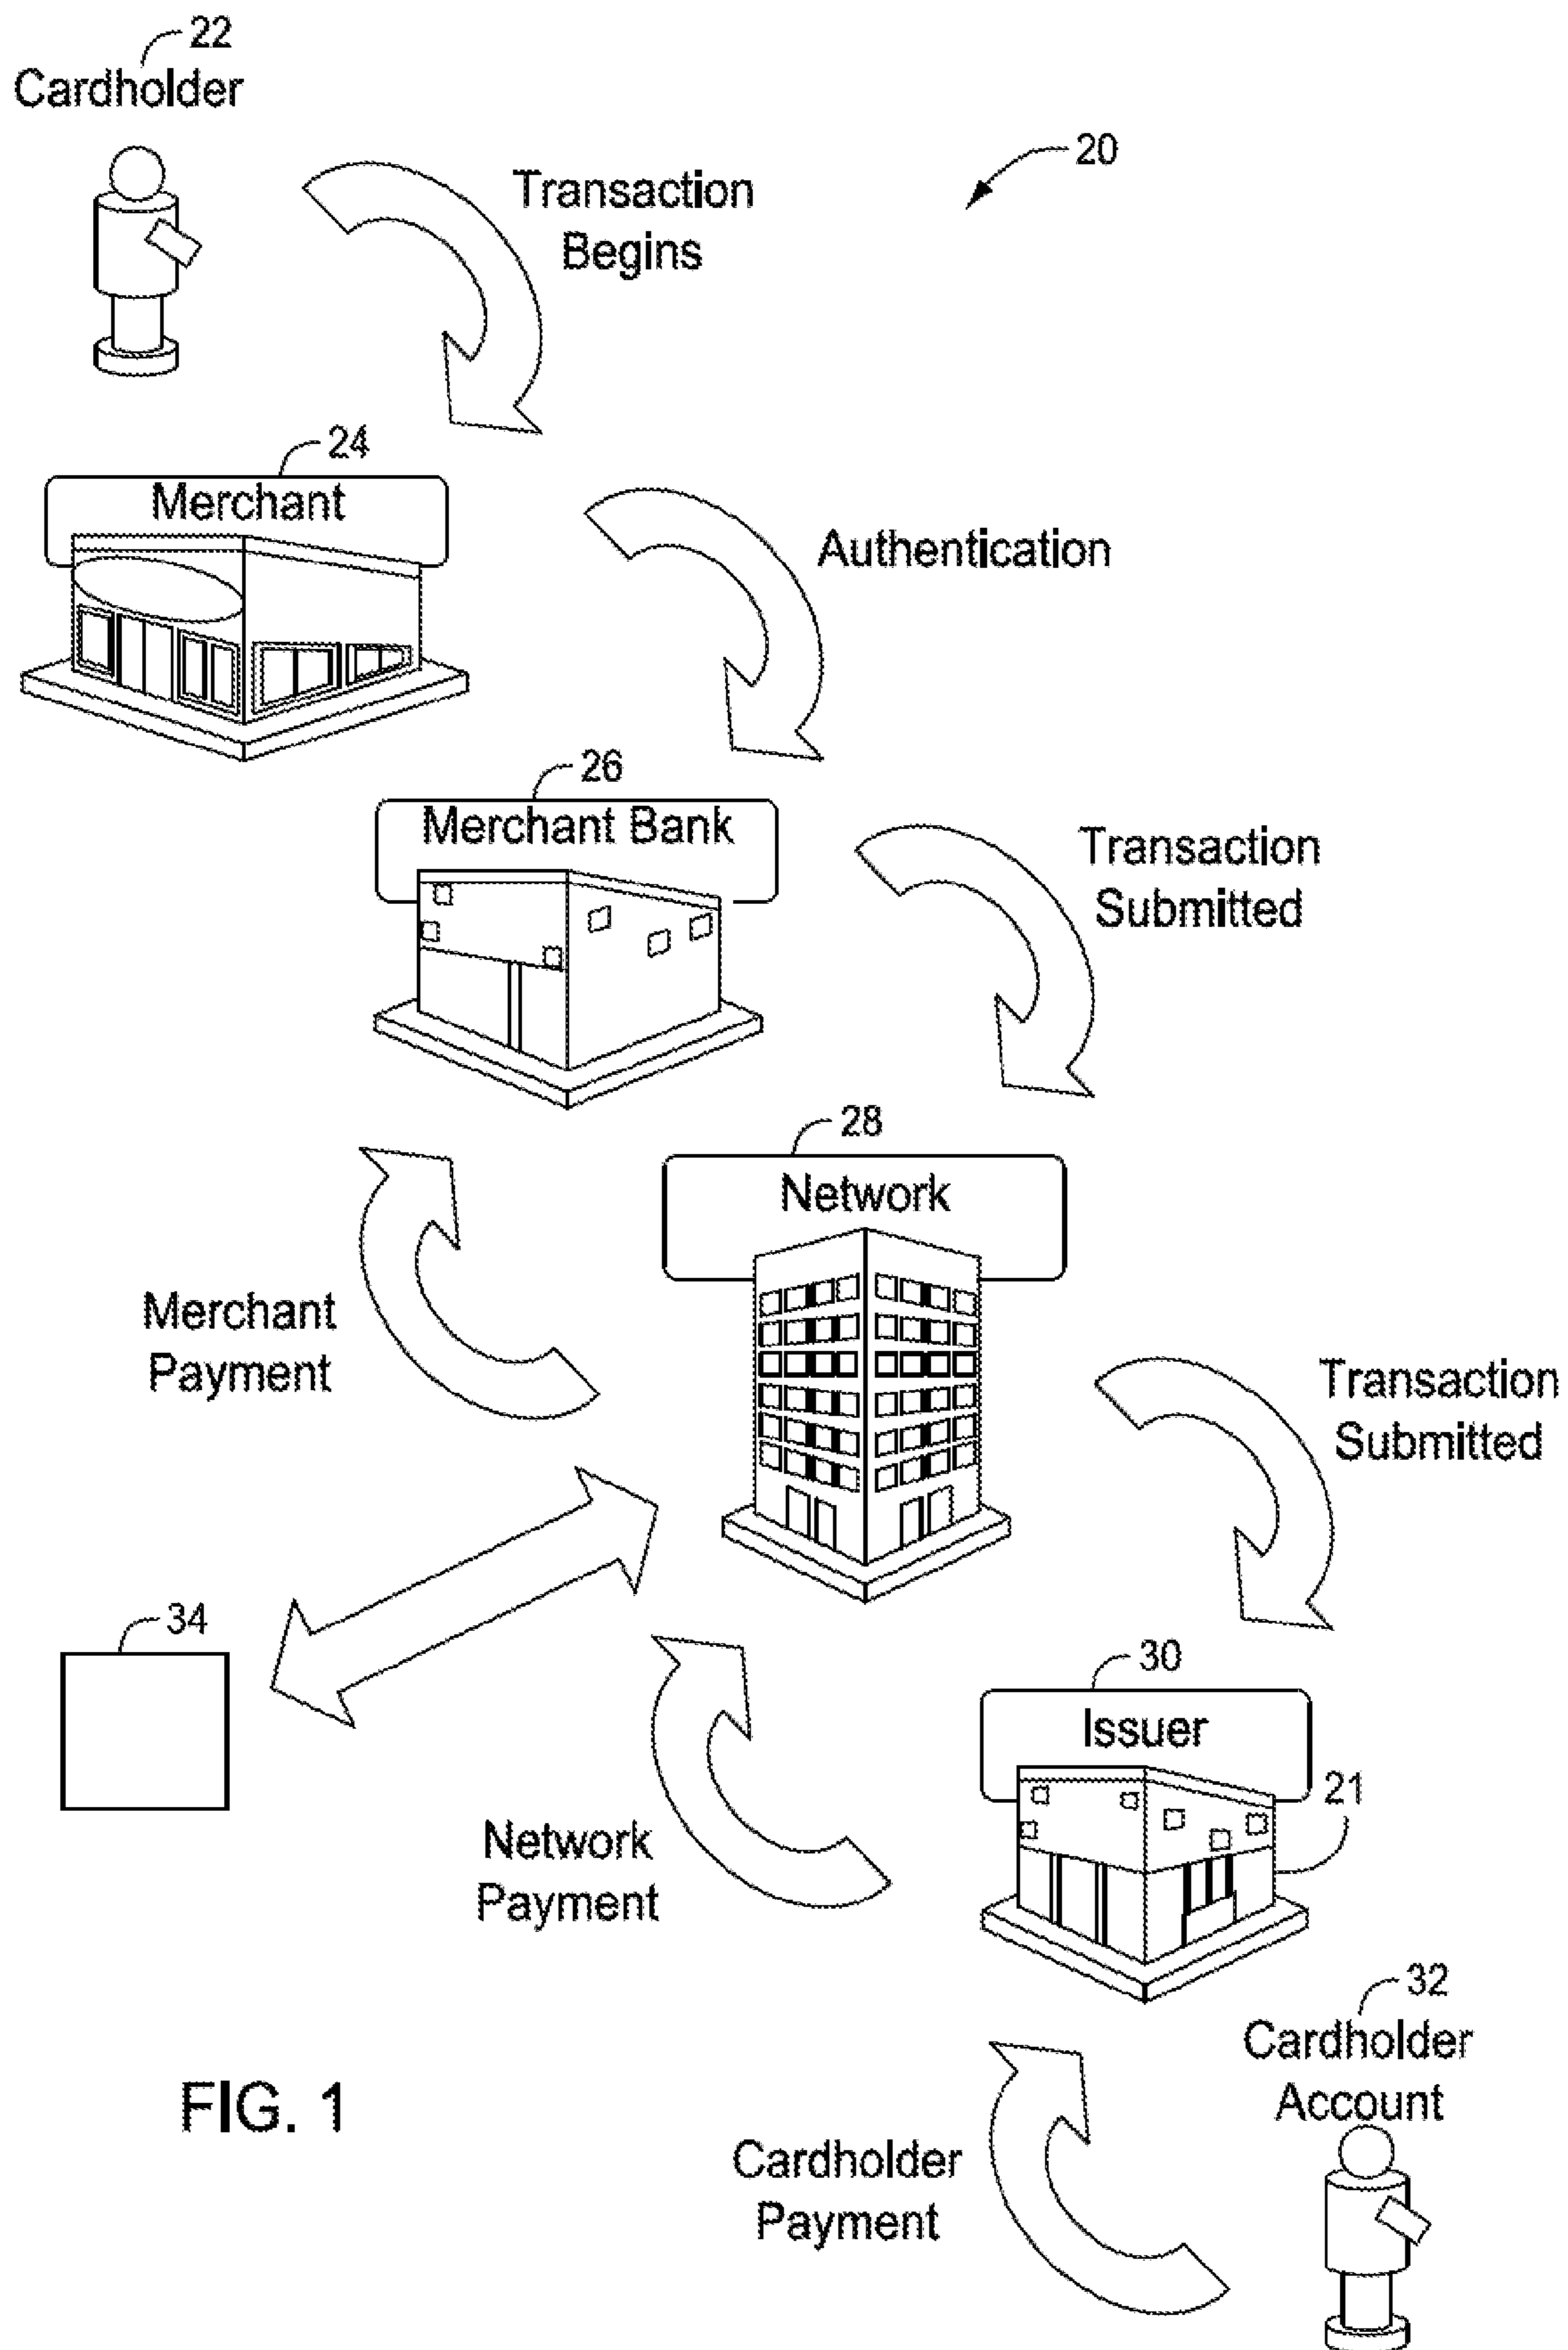 22
Cardholder
20
Transaction
Begins
24
Merchant
Authentication
26
Merchant Bank
Transaction
Submitted
28
Network
Merchant
Payment
Transaction
Submitted
34
30
Issuer
21
Network
Payment
32
Cardholder
Account
FIG. 1
Cardholder
Payment